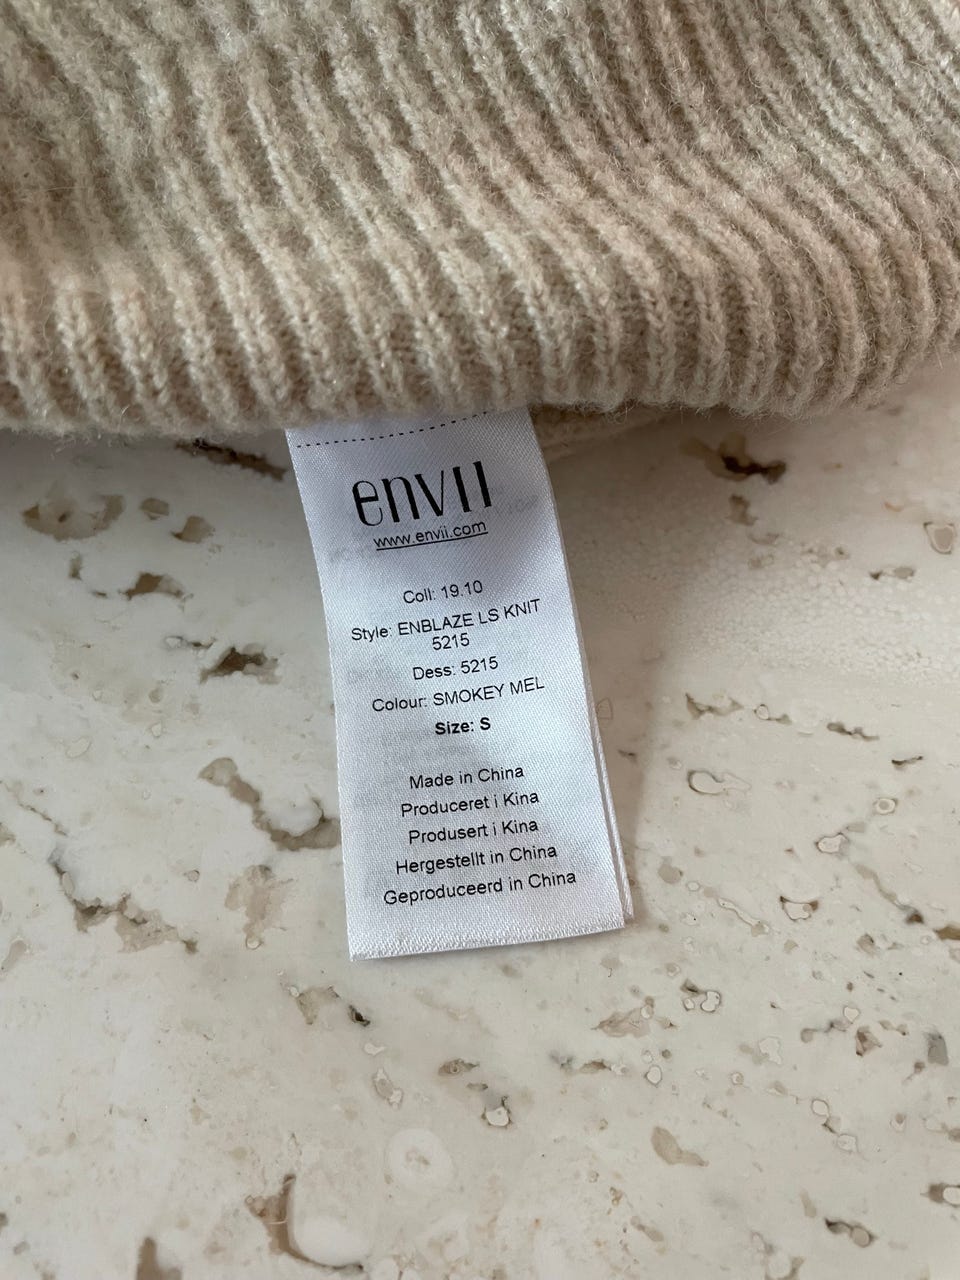 envii
www.envii.com
Coll: 19.10
Style: ENBLAZE LS KNIT
5215
Dess: 5215
Colour: SMOKEY MEL
Size: S
Made in China
Produceret i Kina
Produsert i Kina
Hergestellt in China
Geproduceerd in China